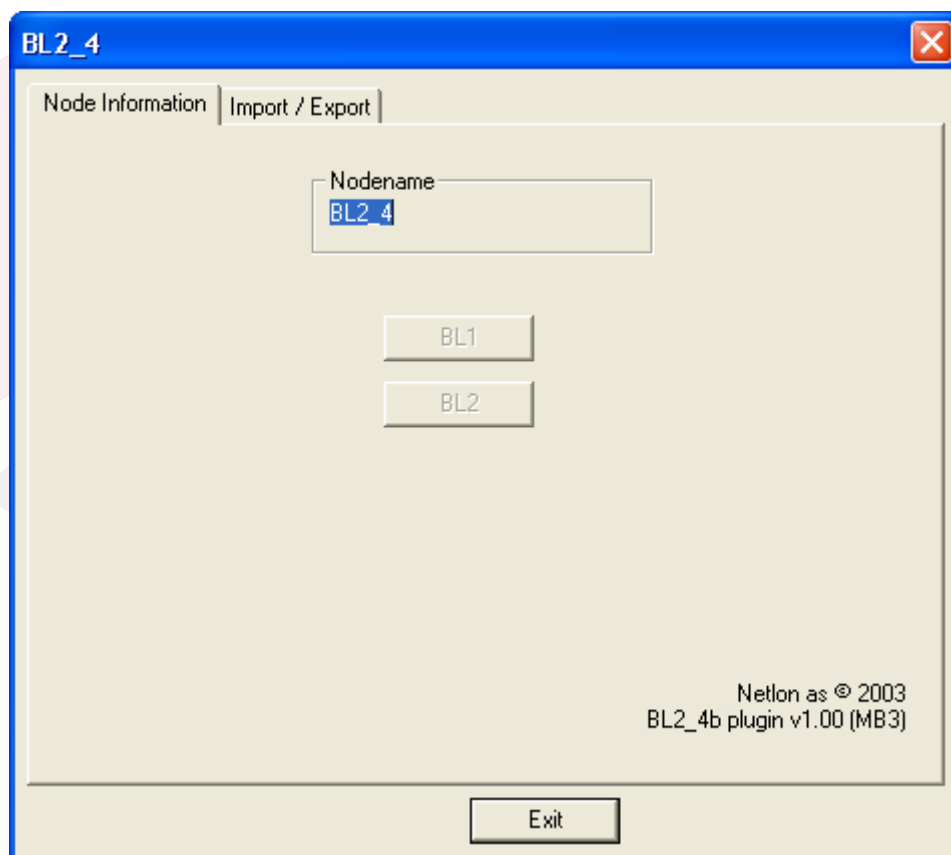 BL2_4
Node Information
Import / Export
Nodename
BL2_4
BL1
BL2
Netlon as © 2003
BL2_4b plugin v1.00 (MB3)
Exit